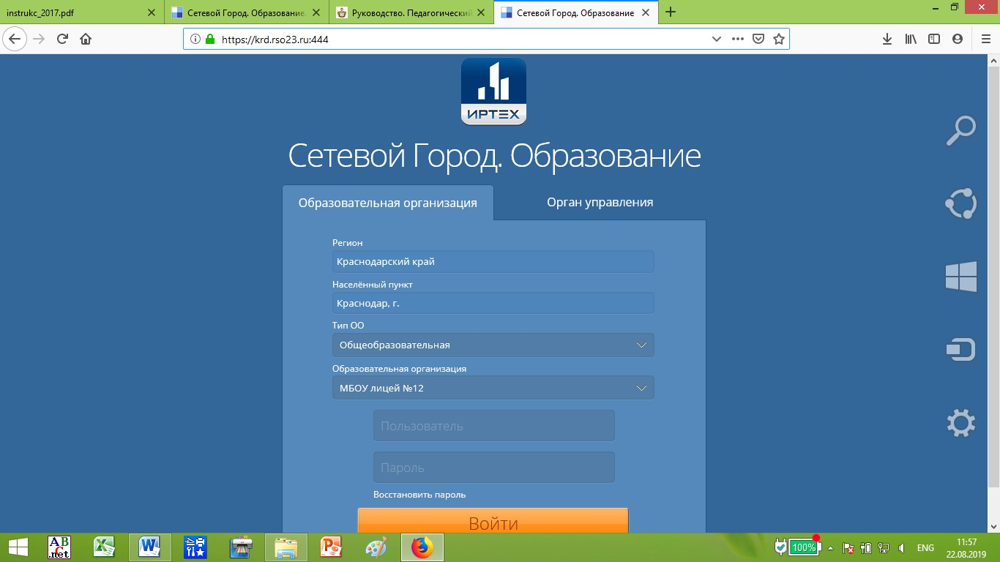 instrukc_2017.pdf
Сетевой Город. Образование
Руководство. Педагогический
Сетевой Город. Образование
https://krd.rso23.ru:444
ИРТЕХ
Сетевой Город. Образование
Образовательная организация
Орган управления
Регион
Краснодарский край
Населённый пункт
Краснодар, г.
Тип ОО
Общеобразовательная
Образовательная организация
МБОУ лицей №12
Пользователь
Пароль
Восстановить пароль
Войти
ABC.net
100%
ENG
11:57
22.08.2019